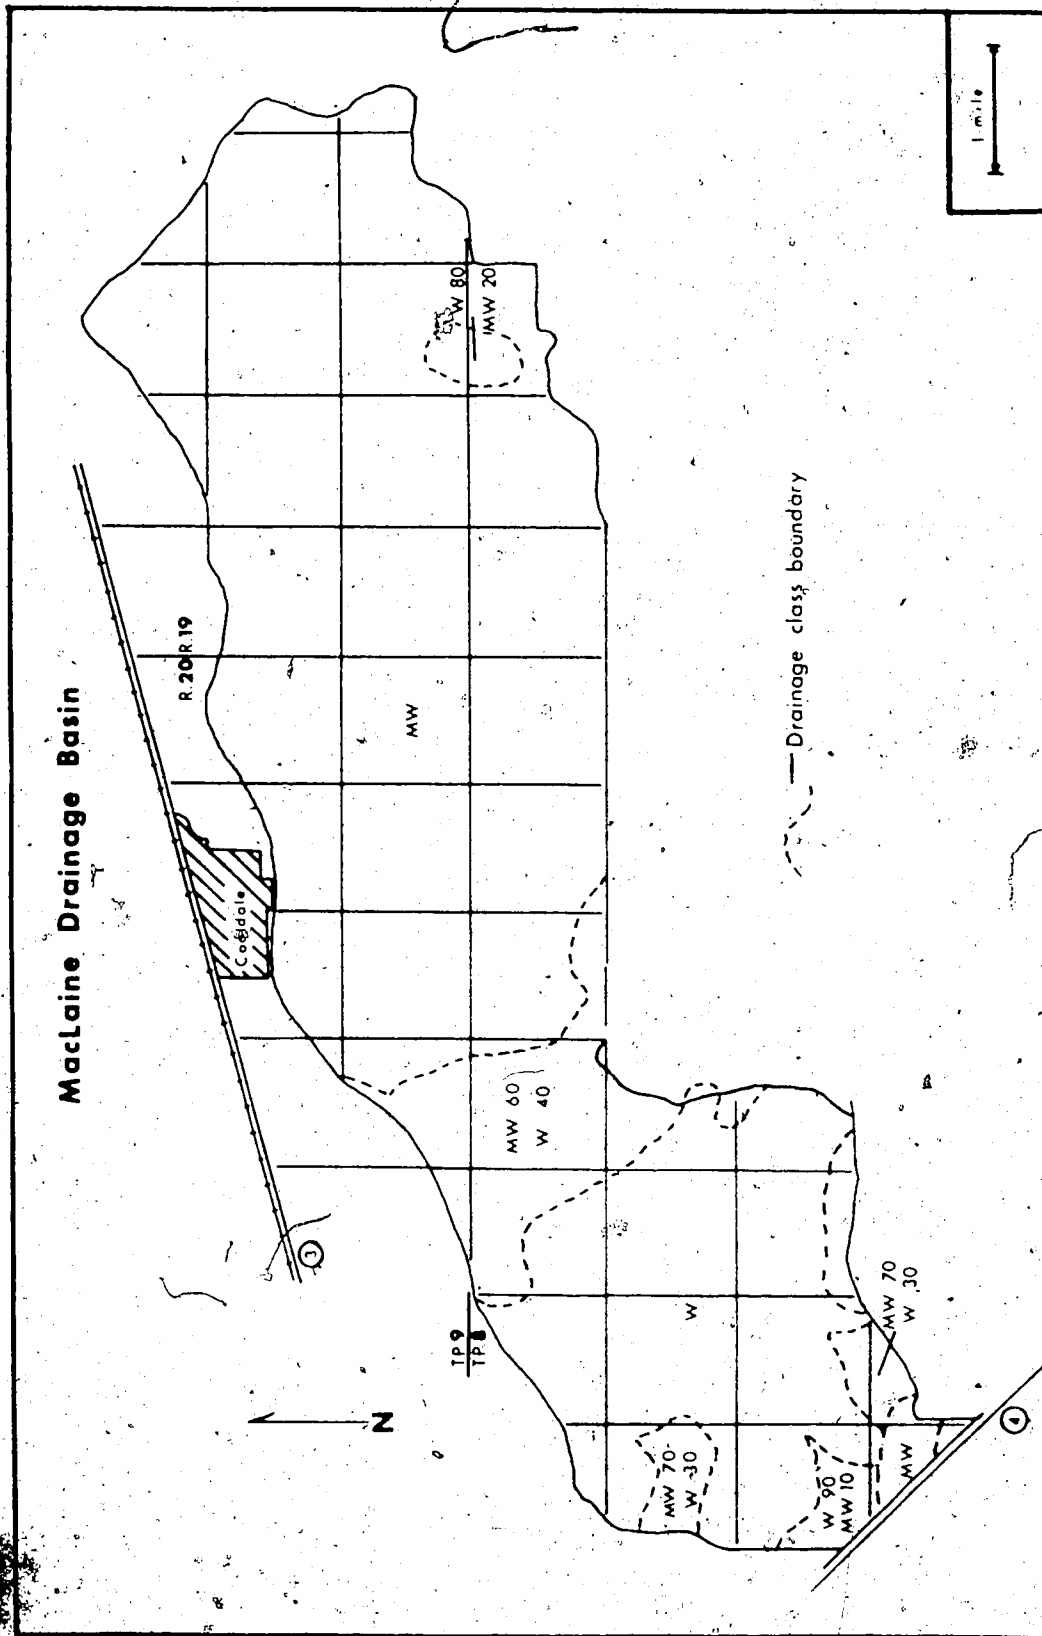 MacLaine Drainage Basin
1 mile
R.20 R.19
Coaldale
W 80
MW 20
MW
MW 60
W 40
3
TP.9
TP.8
N
W
MW 70
W 30
MW 70
W 30
W 90
MW 10
MW
4
Drainage class boundary